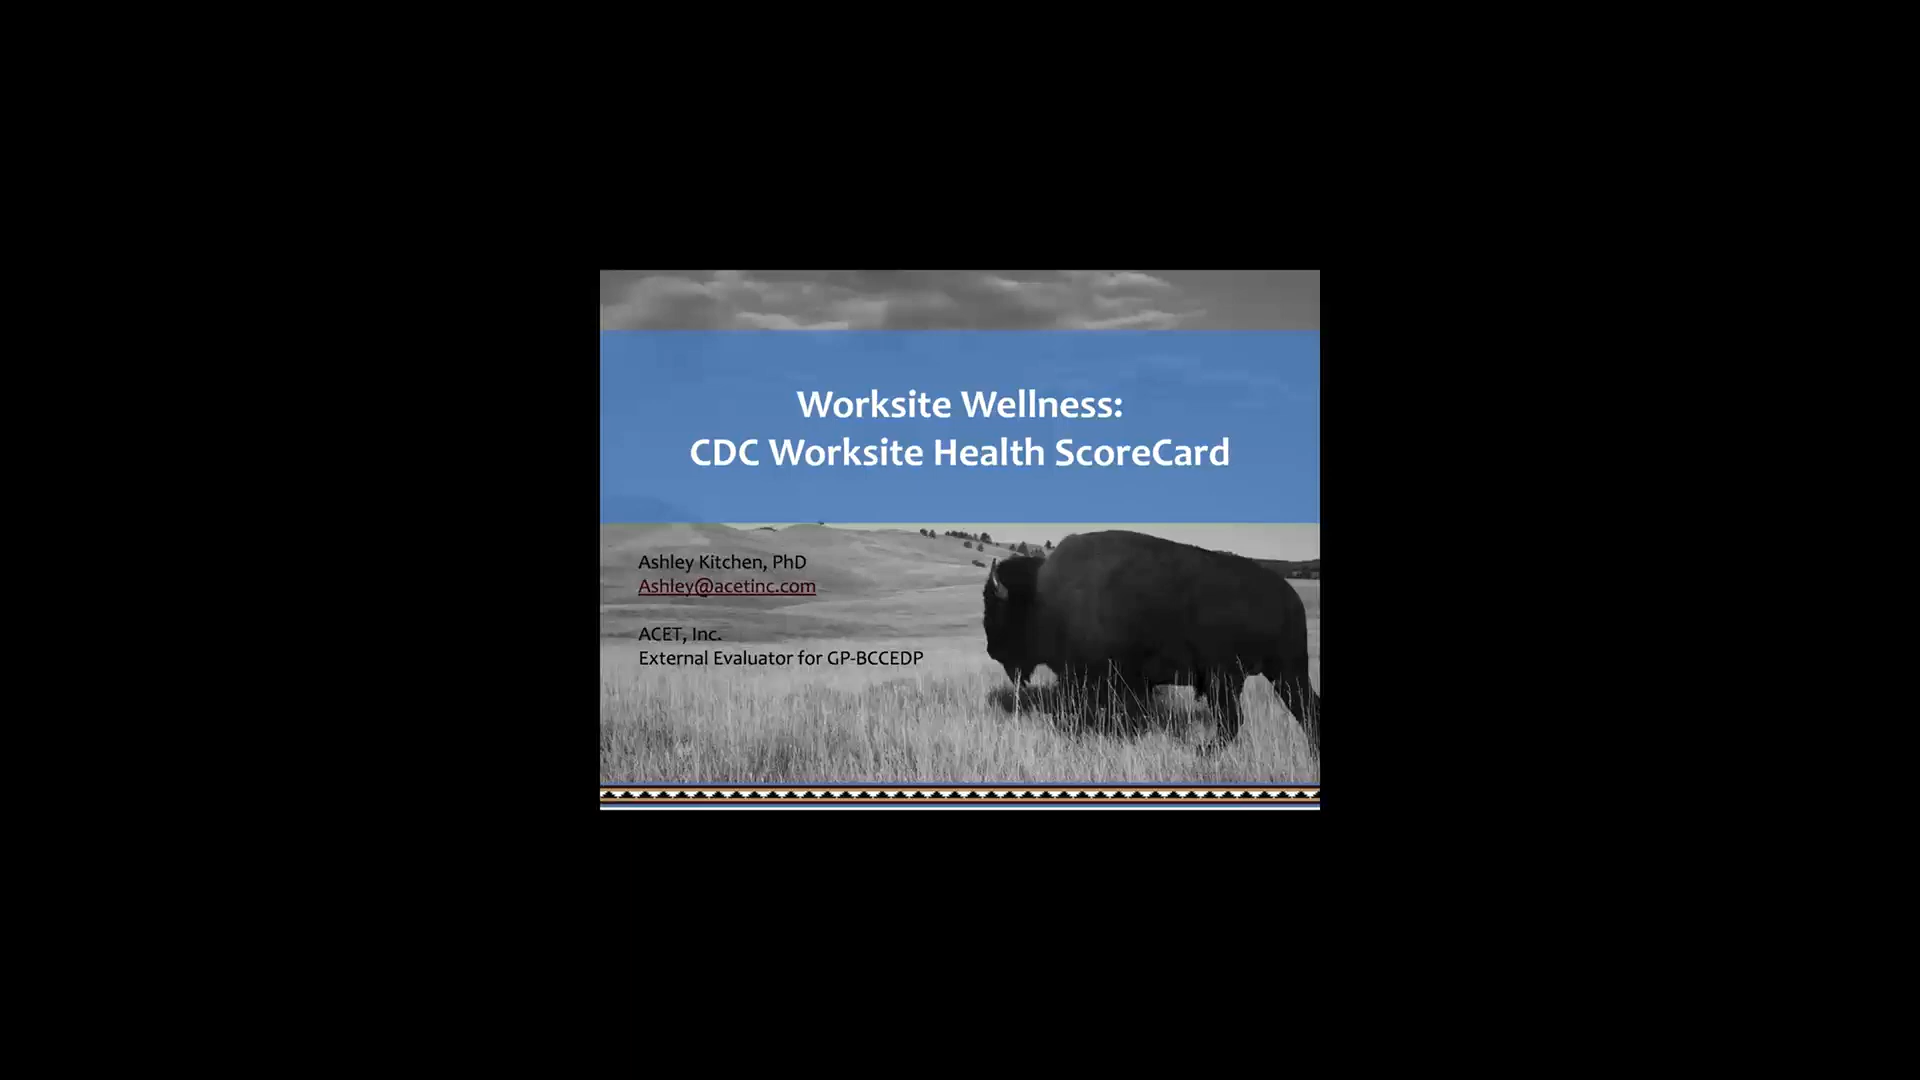 Worksite Wellness:
CDC Worksite Health ScoreCard
Ashley Kitchen, PhD
Ashley@acetinc.com
ACET, Inc.
External Evaluator for GP-BCCEDP